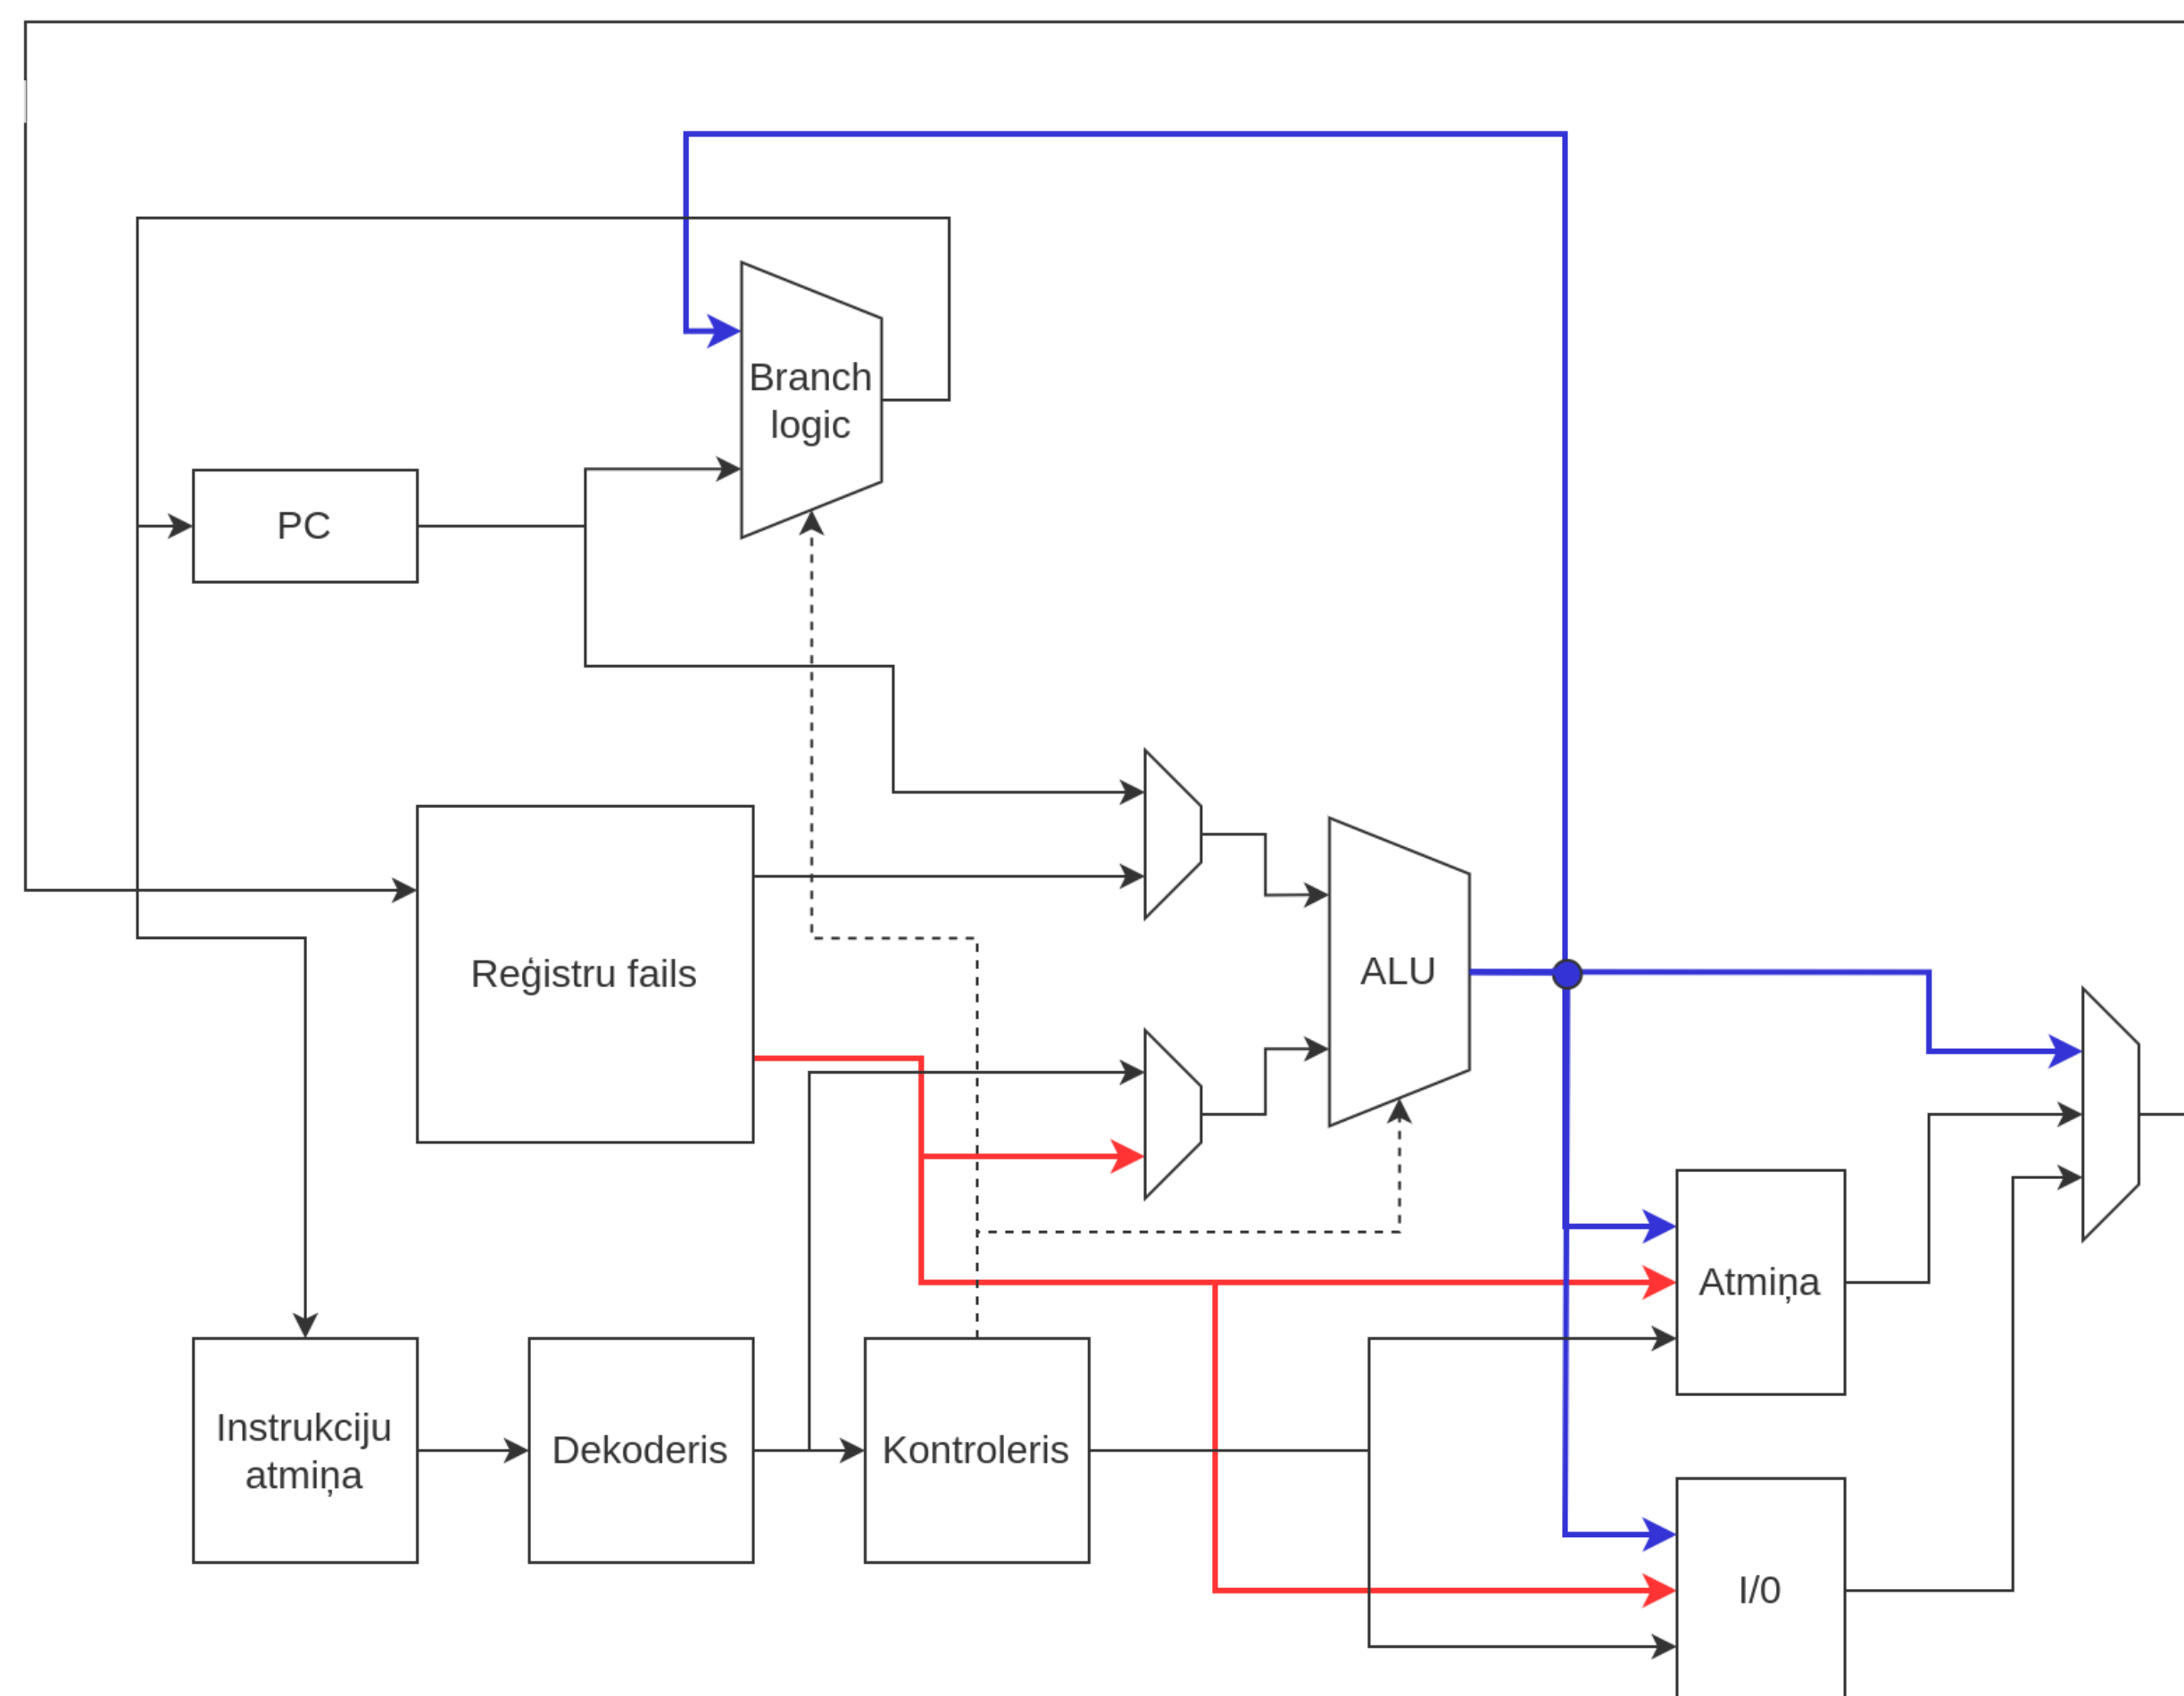 Branch
logic
PC
Reģistru fails
ALU
Atmiņa
Instrukciju
atmiņa
Dekoderis
Kontroleris
I/0